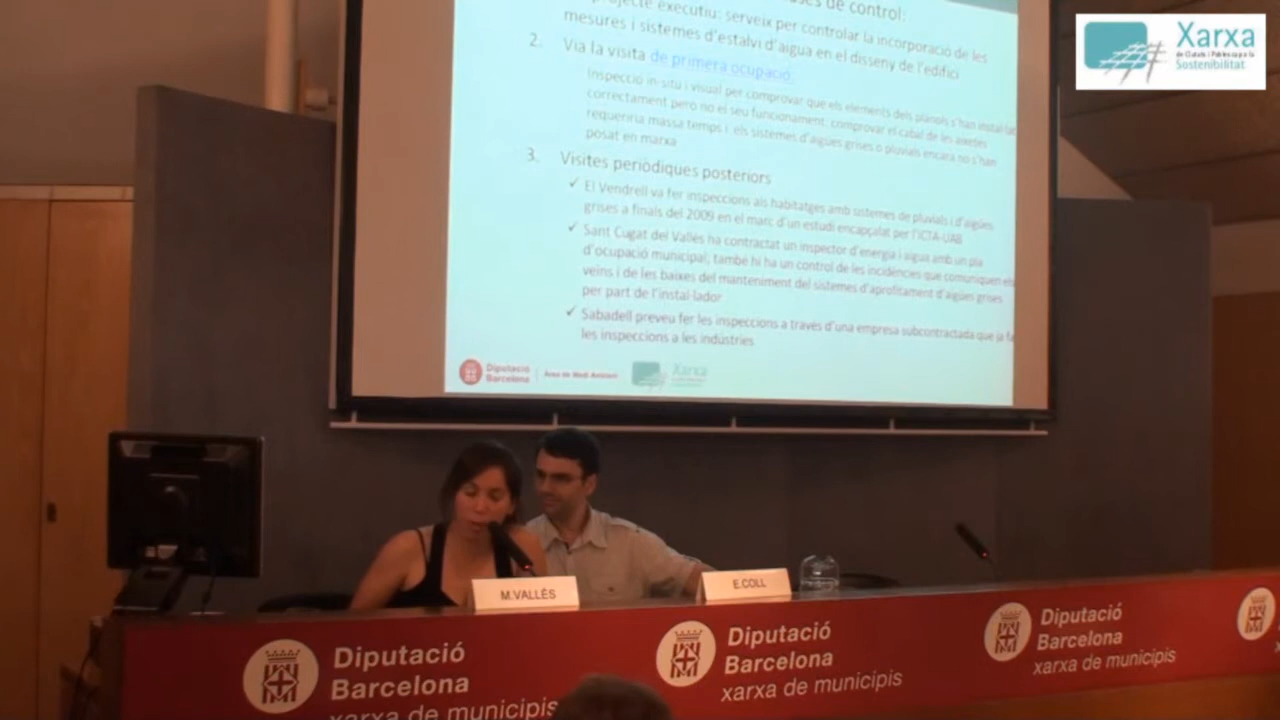 de control:
projecte executiu: serveix per controlar la incorporació de les
mesures i sistemes d'estalvi d'aigua en el disseny de l'edifici
2. Via la visita de primera ocupació:
Inspecció in-situ i visual per comprovar que els elements dels plànols s'han instal·lat
correctament pero no el seu funcionament: comprovar el cabal de les aixetes
requeriria massa temps i els sistemes d'aigües grises o pluvials encara no s'han
posat en marxa
3. Visites periòdiques posteriors
✓ El Vendrell va fer inspeccions als habitatges amb sistemes de pluvials i d'aigües
grises a finals del 2009 en el marc d'un estudi encapçalat per l'ICTA-UAB
✓ Sant Cugat del Vallès ha contractat un inspector d'energia i aigua amb un pla
d'ocupació municipal; també hi ha un control de les incidències que comuniquen els
veïns i de les baixes del manteniment del sistemes d'aprofitament d'aigües grises
per part de l'instal·lador
✓ Sabadell preveu fer les inspeccions a través d'una empresa subcontractada que ja fa
les inspeccions a les indústries
Diputació
Barcelona
Àrea de Medi Ambient
Xarxa
Xarxa
de Ciutats i Pobles cap a la
Sostenibilitat
M.VALLÈS
E.COLL
Diputació
Barcelona
xarxa de municipis
Diputació
Barcelona
xarxa de municipis
Diputació
Barcelona
xarxa de municipis